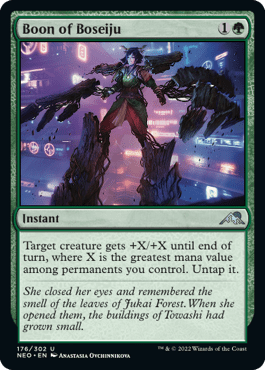 Boon of Boseiju 1
Instant
Target creature gets +X/+X until end of
turn, where X is the greatest mana value
among permanents you control. Untap it.
She closed her eyes and remembered the
smell of the leaves of Jukai Forest. When she
opened them, the buildings of Towashi had
grown small.
176/302 U
NEO • EN Anastasia Ovchinnikova
™ & © 2022 Wizards of the Coast